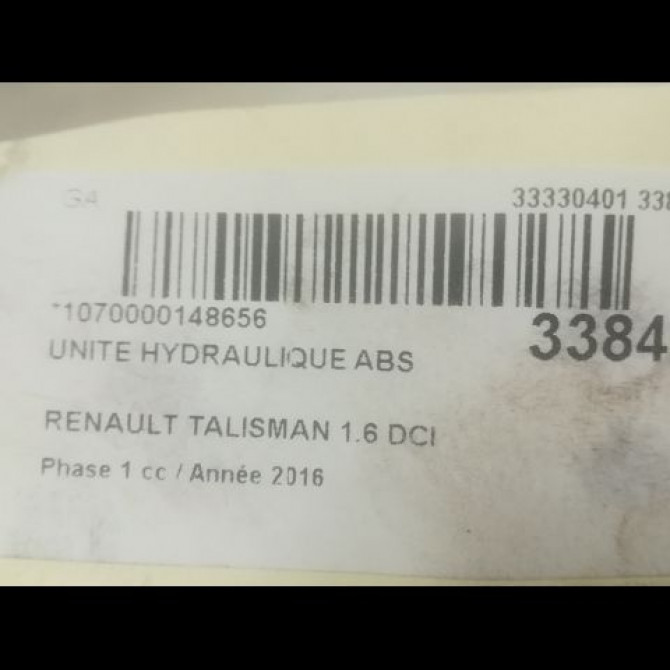 G4
33330401 338
*1070000148656
3384
UNITE HYDRAULIQUE ABS
RENAULT TALISMAN 1.6 DCI
Phase 1 cc / Année 2016